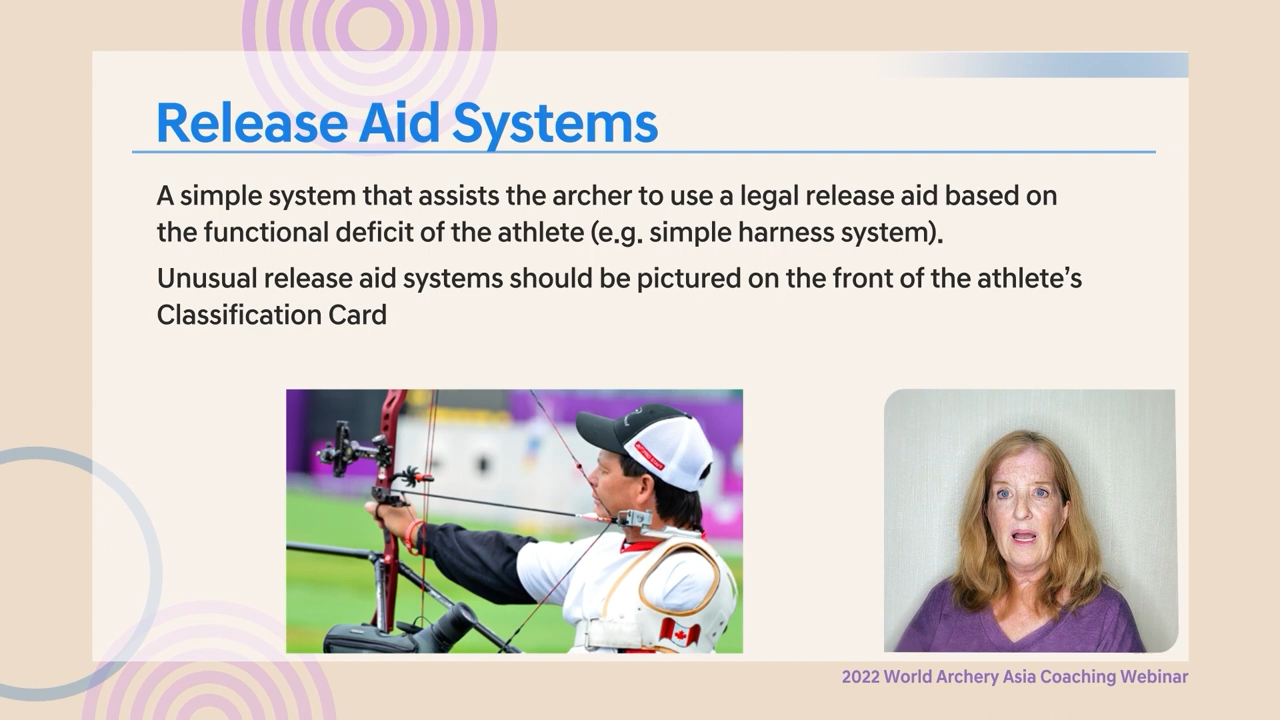 Release Aid Systems
A simple system that assists the archer to use a legal release aid based on
the functional deficit of the athlete (e.g. simple harness system).
Unusual release aid systems should be pictured on the front of the athlete’s
Classification Card
2022 World Archery Asia Coaching Webinar